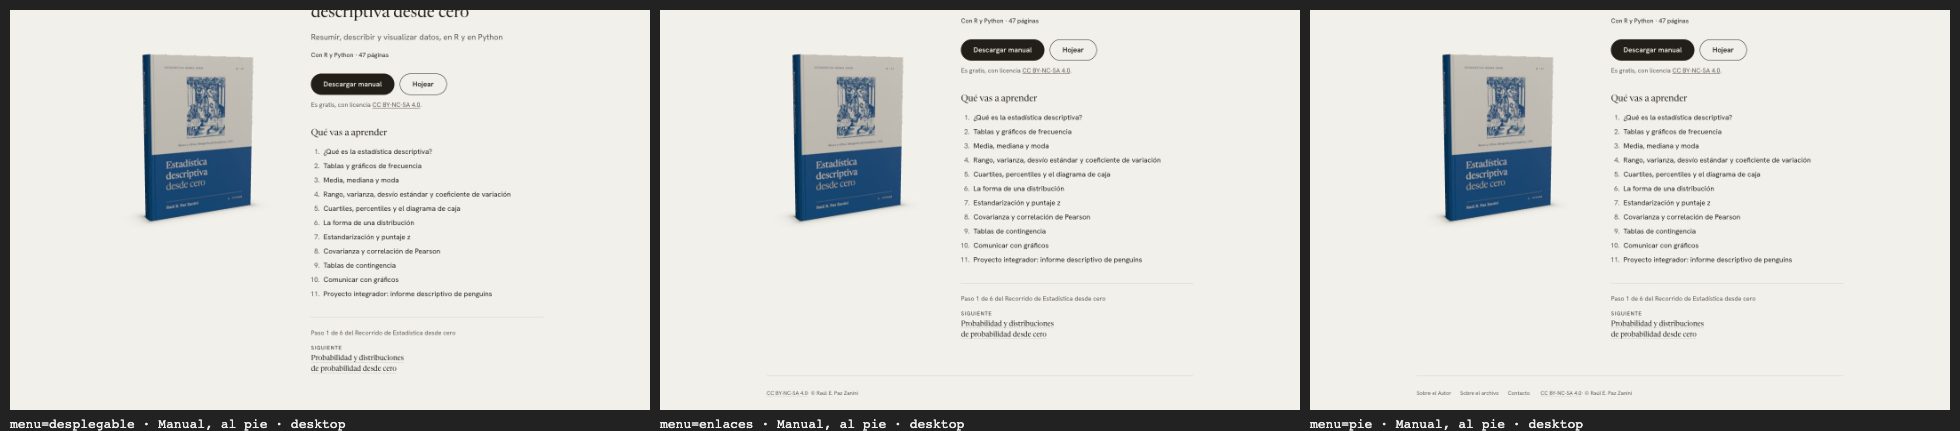 descriptiva desde cero
Resumir, describir y visualizar datos, en R y en Python
Con R y Python · 47 páginas
Descargar manual
Hojear
Es gratis, con licencia CC BY-NC-SA 4.0.
Qué vas a aprender
1. ¿Qué es la estadística descriptiva?
2. Tablas y gráficos de frecuencia
3. Media, mediana y moda
4. Rango, varianza, desvío estándar y coeficiente de variación
5. Cuartiles, percentiles y el diagrama de caja
6. La forma de una distribución
7. Estandarización y puntaje z
8. Covarianza y correlación de Pearson
9. Tablas de contingencia
10. Comunicar con gráficos
11. Proyecto integrador: informe descriptivo de penguins
Paso 1 de 6 del Recorrido de Estadística desde cero
SIGUIENTE
Probabilidad y distribuciones
de probabilidad desde cero
Estadística
descriptiva
desde cero
Raúl E. Paz Zanini
menu=desplegable · Manual, al pie · desktop
Con R y Python · 47 páginas
Descargar manual
Hojear
Es gratis, con licencia CC BY-NC-SA 4.0.
Qué vas a aprender
1. ¿Qué es la estadística descriptiva?
2. Tablas y gráficos de frecuencia
3. Media, mediana y moda
4. Rango, varianza, desvío estándar y coeficiente de variación
5. Cuartiles, percentiles y el diagrama de caja
6. La forma de una distribución
7. Estandarización y puntaje z
8. Covarianza y correlación de Pearson
9. Tablas de contingencia
10. Comunicar con gráficos
11. Proyecto integrador: informe descriptivo de penguins
Paso 1 de 6 del Recorrido de Estadística desde cero
SIGUIENTE
Probabilidad y distribuciones
de probabilidad desde cero
Estadística
descriptiva
desde cero
Raúl E. Paz Zanini
CC BY-NC-SA 4.0 · © Raúl E. Paz Zanini
menu=enlaces · Manual, al pie · desktop
Con R y Python · 47 páginas
Descargar manual
Hojear
Es gratis, con licencia CC BY-NC-SA 4.0.
Qué vas a aprender
1. ¿Qué es la estadística descriptiva?
2. Tablas y gráficos de frecuencia
3. Media, mediana y moda
4. Rango, varianza, desvío estándar y coeficiente de variación
5. Cuartiles, percentiles y el diagrama de caja
6. La forma de una distribución
7. Estandarización y puntaje z
8. Covarianza y correlación de Pearson
9. Tablas de contingencia
10. Comunicar con gráficos
11. Proyecto integrador: informe descriptivo de penguins
Paso 1 de 6 del Recorrido de Estadística desde cero
SIGUIENTE
Probabilidad y distribuciones
de probabilidad desde cero
Estadística
descriptiva
desde cero
Raúl E. Paz Zanini
Sobre el Autor
Sobre el archivo
Contacto
CC BY-NC-SA 4.0 · © Raúl E. Paz Zanini
menu=pie · Manual, al pie · desktop